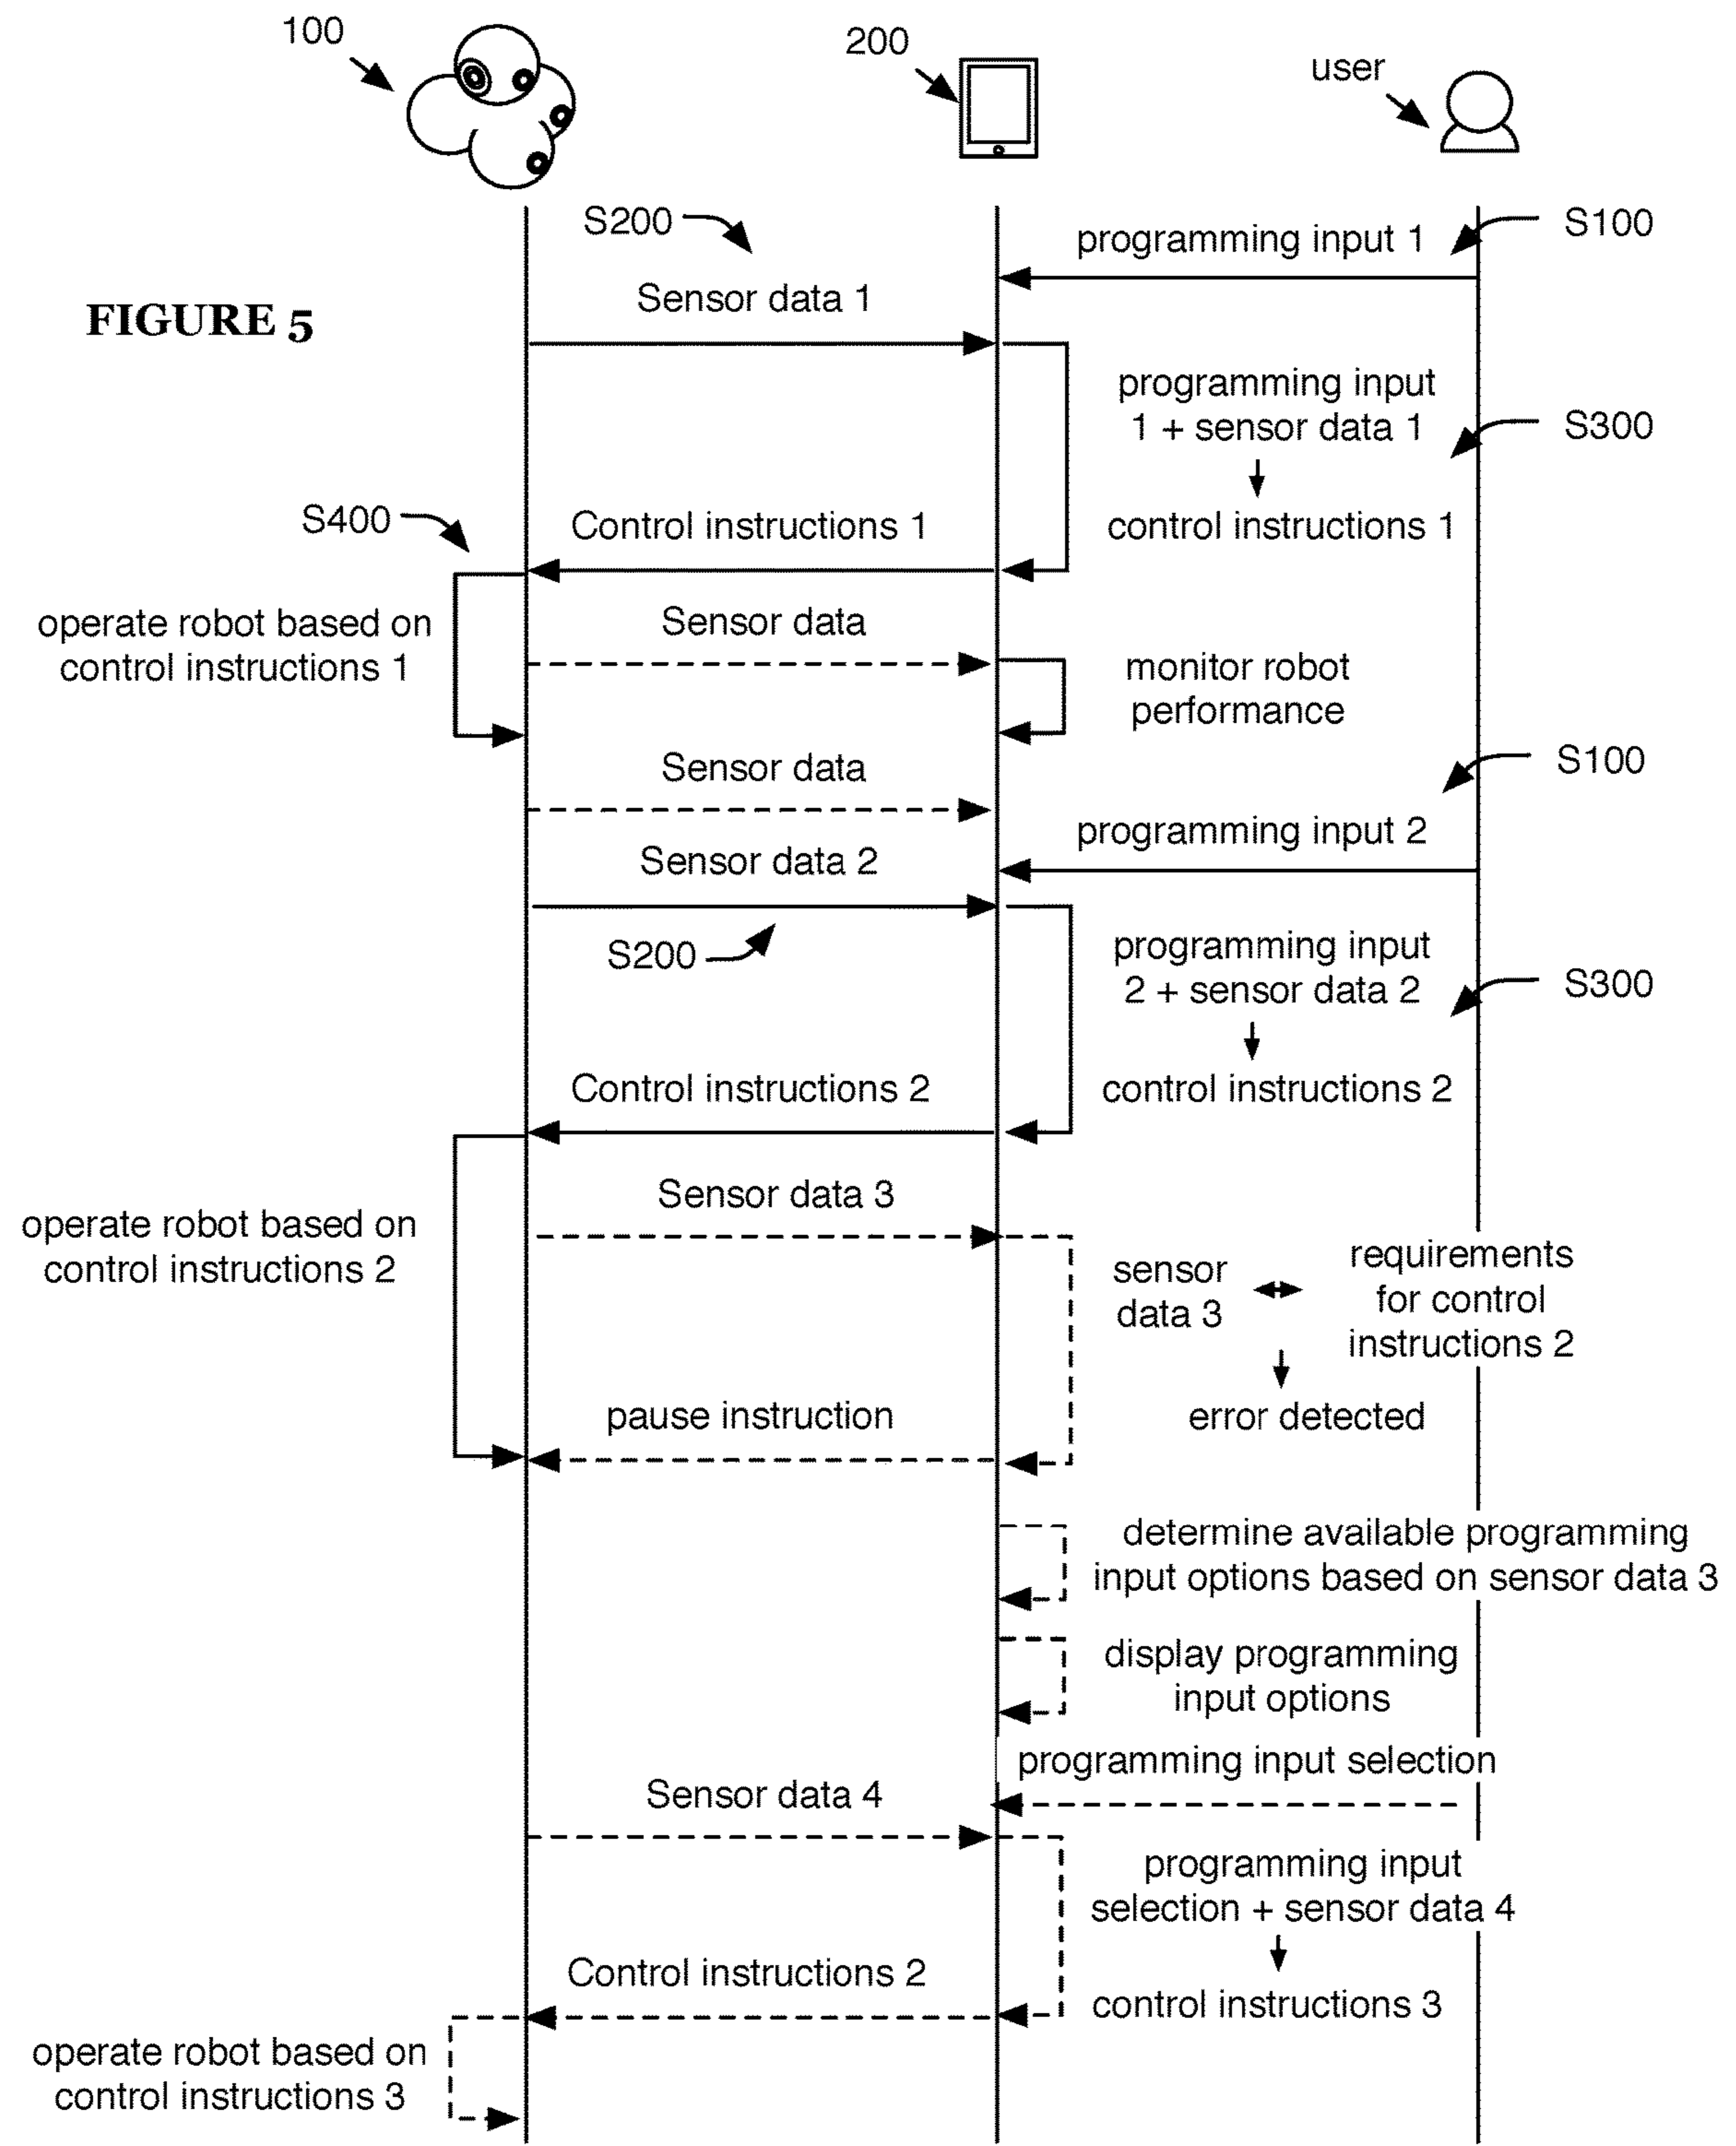 100
200
user
S200
S100
programming input 1
Sensor data 1
FIGURE 5
programming input
1 + sensor data 1
S300
S400
Control instructions 1
control instructions 1
operate robot based on
control instructions 1
Sensor data
monitor robot
performance
Sensor data
S100
programming input 2
Sensor data 2
S200
programming input
2 + sensor data 2
S300
Control instructions 2
control instructions 2
Sensor data 3
operate robot based on
control instructions 2
sensor
data 3
requirements
for control
instructions 2
pause instruction
error detected
determine available programming
input options based on sensor data 3
display programming
input options
programming input selection
Sensor data 4
programming input
selection + sensor data 4
Control instructions 2
control instructions 3
operate robot based on
control instructions 3